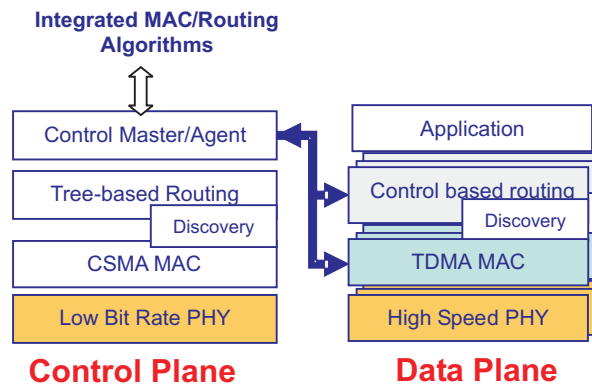 Integrated MAC/Routing
Algorithms
Control Master/Agent
Tree-based Routing
Discovery
CSMA MAC
Low Bit Rate PHY
Control Plane
Application
Control based routing
Discovery
TDMA MAC
High Speed PHY
Data Plane